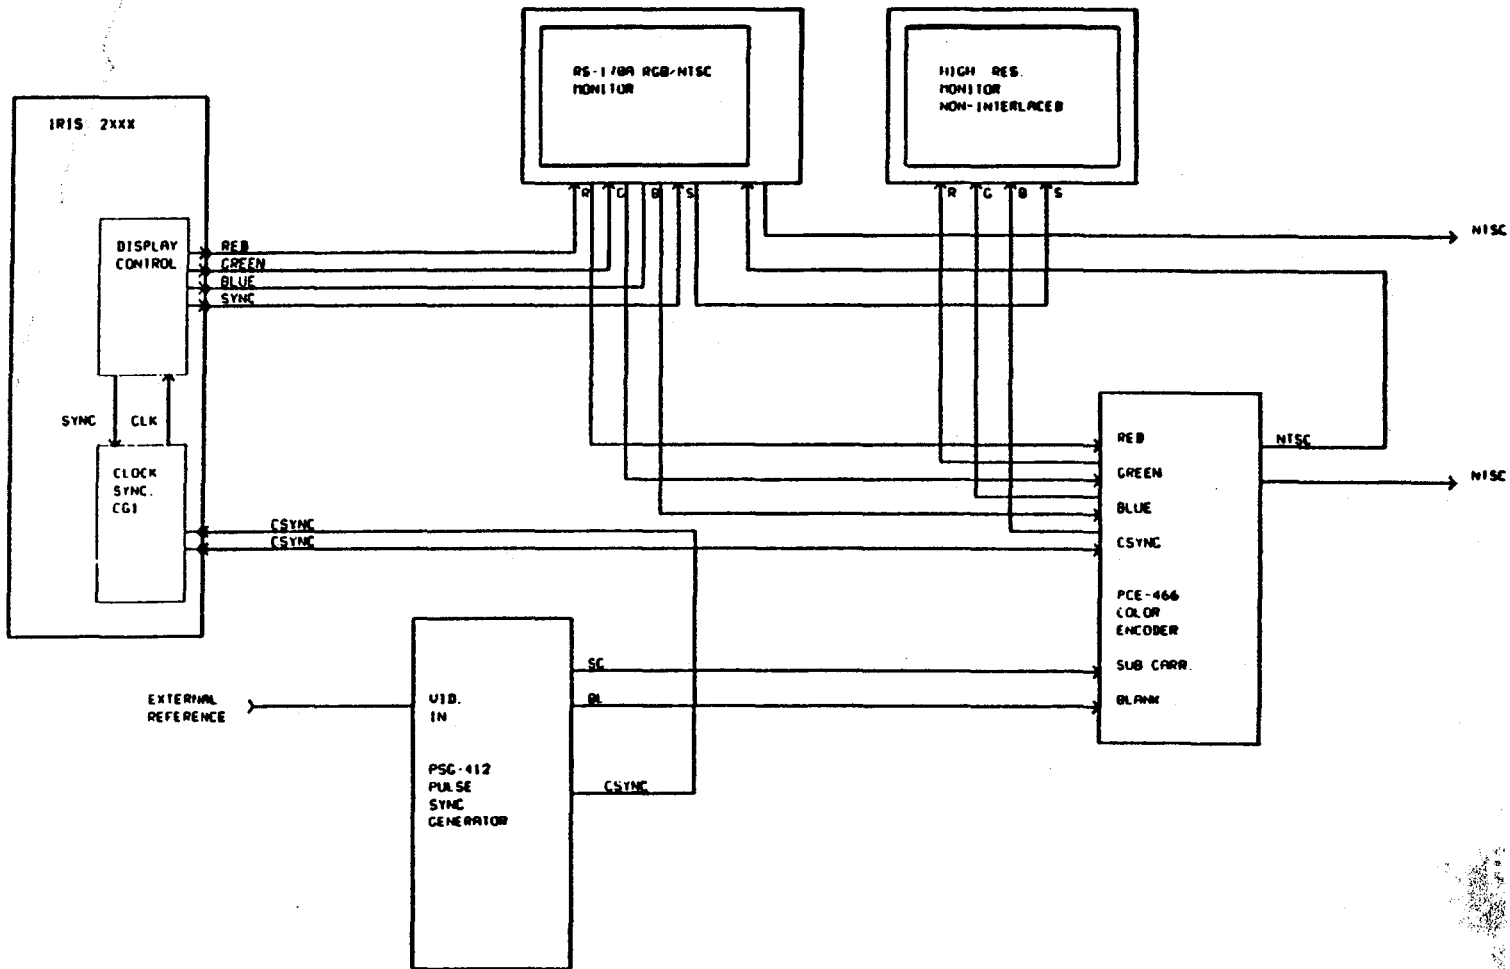 RS-170A RGB/NTSC
MONITOR
HIGH RES.
MONITOR
NON-INTERLACED
IRIS 2XXX
R G B S
R G B S
DISPLAY
CONTROL
RED
GREEN
BLUE
SYNC
NTSC
SYNC CLK
CLOCK
SYNC.
CG1
CSYNC
CSYNC
RED
GREEN
BLUE
CSYNC
PCE-466
COLOR
ENCODER
SUB CARR.
BLANK
NTSC
NTSC
EXTERNAL
REFERENCE
VID.
IN
PSG-412
PULSE
SYNC
GENERATOR
SC
BL
CSYNC